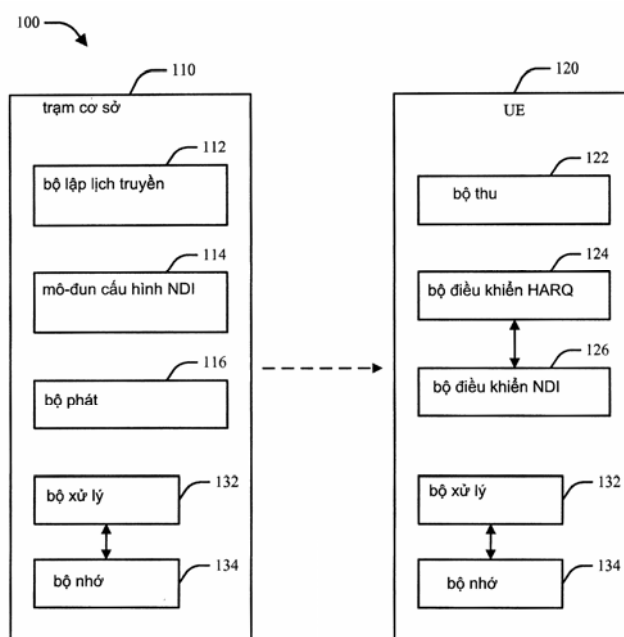 100
110
trạm cơ sở
112
bộ lập lịch truyền
114
mô-đun cấu hình NDI
116
bộ phát
132
bộ xử lý
134
bộ nhớ
120
UE
122
bộ thu
124
bộ điều khiển HARQ
126
bộ điều khiển NDI
132
bộ xử lý
134
bộ nhớ